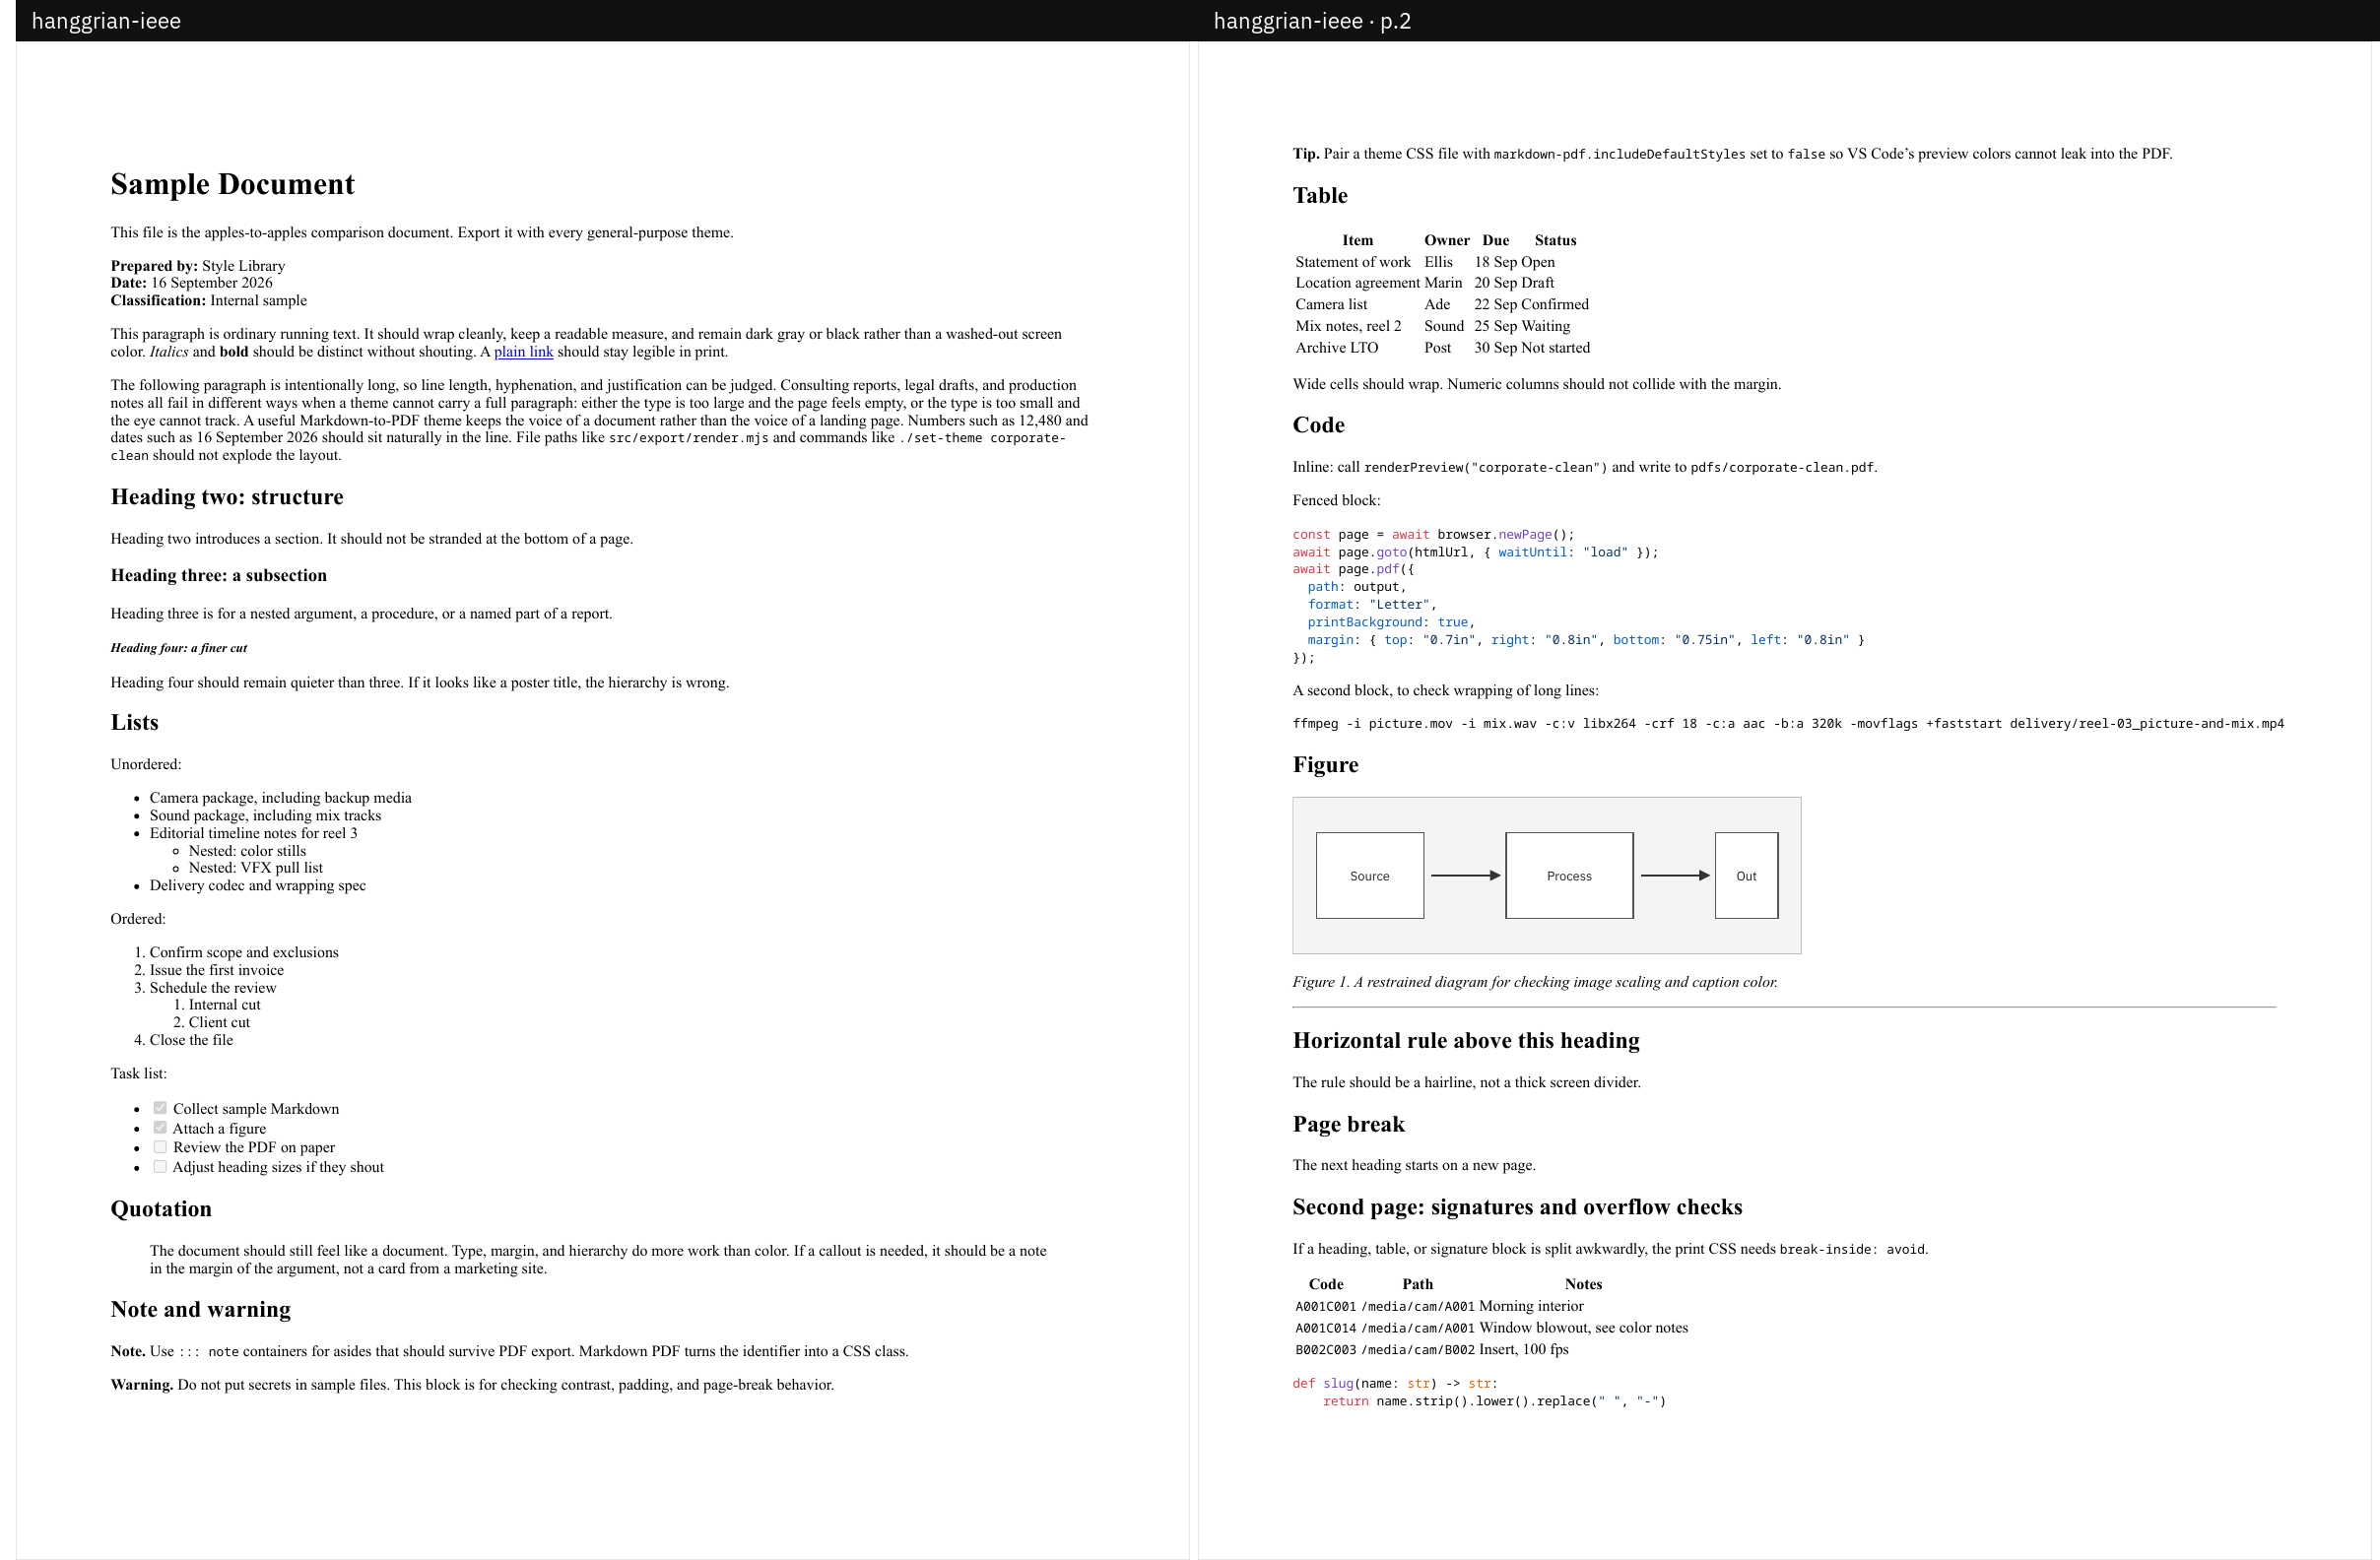 hanggrian-ieee
Sample Document
This file is the apples-to-apples comparison document. Export it with every general-purpose theme.
Prepared by: Style Library
Date: 16 September 2026
Classification: Internal sample
This paragraph is ordinary running text. It should wrap cleanly, keep a readable measure, and remain dark gray or black rather than a washed-out screen
color. Italics and bold should be distinct without shouting. A plain link should stay legible in print.
The following paragraph is intentionally long, so line length, hyphenation, and justification can be judged. Consulting reports, legal drafts, and production
notes all fail in different ways when a theme cannot carry a full paragraph: either the type is too large and the page feels empty, or the type is too small and
the eye cannot track. A useful Markdown-to-PDF theme keeps the voice of a document rather than the voice of a landing page. Numbers such as 12,480 and
dates such as 16 September 2026 should sit naturally in the line. File paths like src/export/render.mjs and commands like ./set-theme corporate-
clean should not explode the layout.
Heading two: structure
Heading two introduces a section. It should not be stranded at the bottom of a page.
Heading three: a subsection
Heading three is for a nested argument, a procedure, or a named part of a report.
Heading four: a finer cut
Heading four should remain quieter than three. If it looks like a poster title, the hierarchy is wrong.
Lists
Unordered:
• Camera package, including backup media
• Sound package, including mix tracks
• Editorial timeline notes for reel 3
◦ Nested: color stills
◦ Nested: VFX pull list
• Delivery codec and wrapping spec
Ordered:
1. Confirm scope and exclusions
2. Issue the first invoice
3. Schedule the review
1. Internal cut
2. Client cut
4. Close the file
Task list:
• Collect sample Markdown
• Attach a figure
• Review the PDF on paper
• Adjust heading sizes if they shout
Quotation
The document should still feel like a document. Type, margin, and hierarchy do more work than color. If a callout is needed, it should be a note
in the margin of the argument, not a card from a marketing site.
Note and warning
Note. Use ::: note containers for asides that should survive PDF export. Markdown PDF turns the identifier into a CSS class.
Warning. Do not put secrets in sample files. This block is for checking contrast, padding, and page-break behavior.
hanggrian-ieee · p.2
Tip. Pair a theme CSS file with markdown-pdf.includeDefaultStyles set to false so VS Code’s preview colors cannot leak into the PDF.
Table
Item Owner Due Status
Statement of work Ellis 18 Sep Open
Location agreement Marin 20 Sep Draft
Camera list Ade 22 Sep Confirmed
Mix notes, reel 2 Sound 25 Sep Waiting
Archive LTO Post 30 Sep Not started
Wide cells should wrap. Numeric columns should not collide with the margin.
Code
Inline: call renderPreview("corporate-clean") and write to pdfs/corporate-clean.pdf.
Fenced block:
const page = await browser.newPage();
await page.goto(htmlUrl, { waitUntil: "load" });
await page.pdf({
  path: output,
  format: "Letter",
  printBackground: true,
  margin: { top: "0.7in", right: "0.8in", bottom: "0.75in", left: "0.8in" }
});
A second block, to check wrapping of long lines:
ffmpeg -i picture.mov -i mix.wav -c:v libx264 -crf 18 -c:a aac -b:a 320k -movflags +faststart delivery/reel-03_picture-and-mix.mp4
Figure
Source Process Out
Figure 1. A restrained diagram for checking image scaling and caption color.
Horizontal rule above this heading
The rule should be a hairline, not a thick screen divider.
Page break
The next heading starts on a new page.
Second page: signatures and overflow checks
If a heading, table, or signature block is split awkwardly, the print CSS needs break-inside: avoid.
Code Path Notes
A001C001 /media/cam/A001 Morning interior
A001C014 /media/cam/A001 Window blowout, see color notes
B002C003 /media/cam/B002 Insert, 100 fps
def slug(name: str) -> str:
    return name.strip().lower().replace(" ", "-")